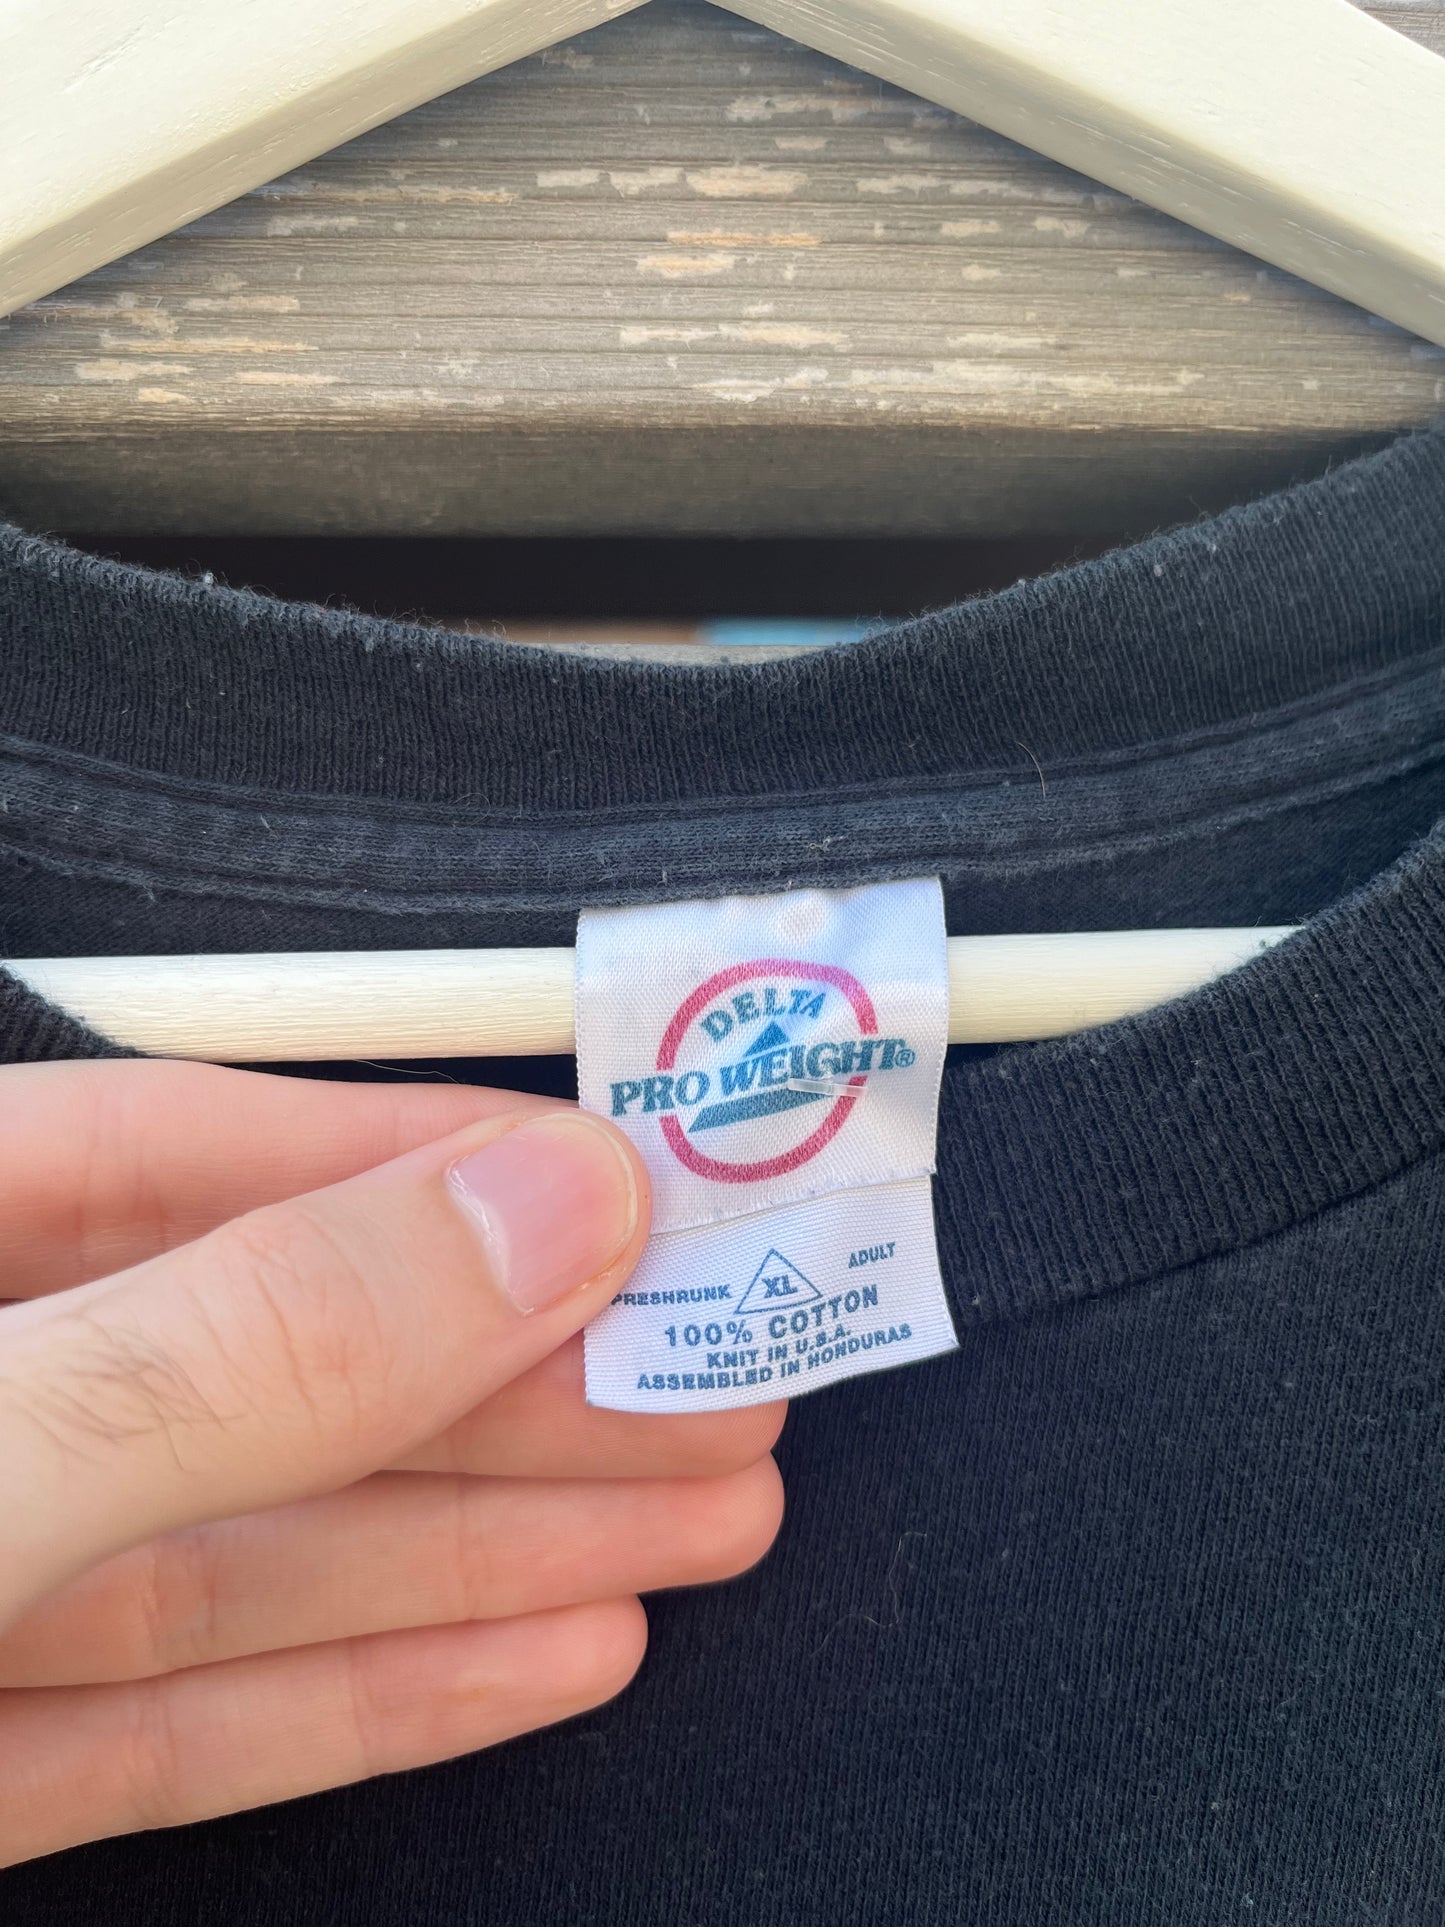 DELTA
PRO WEIGHT®
ADULT
PRESHRUNK XL
100% COTTON
KNIT IN U.S.A.
ASSEMBLED IN HONDURAS